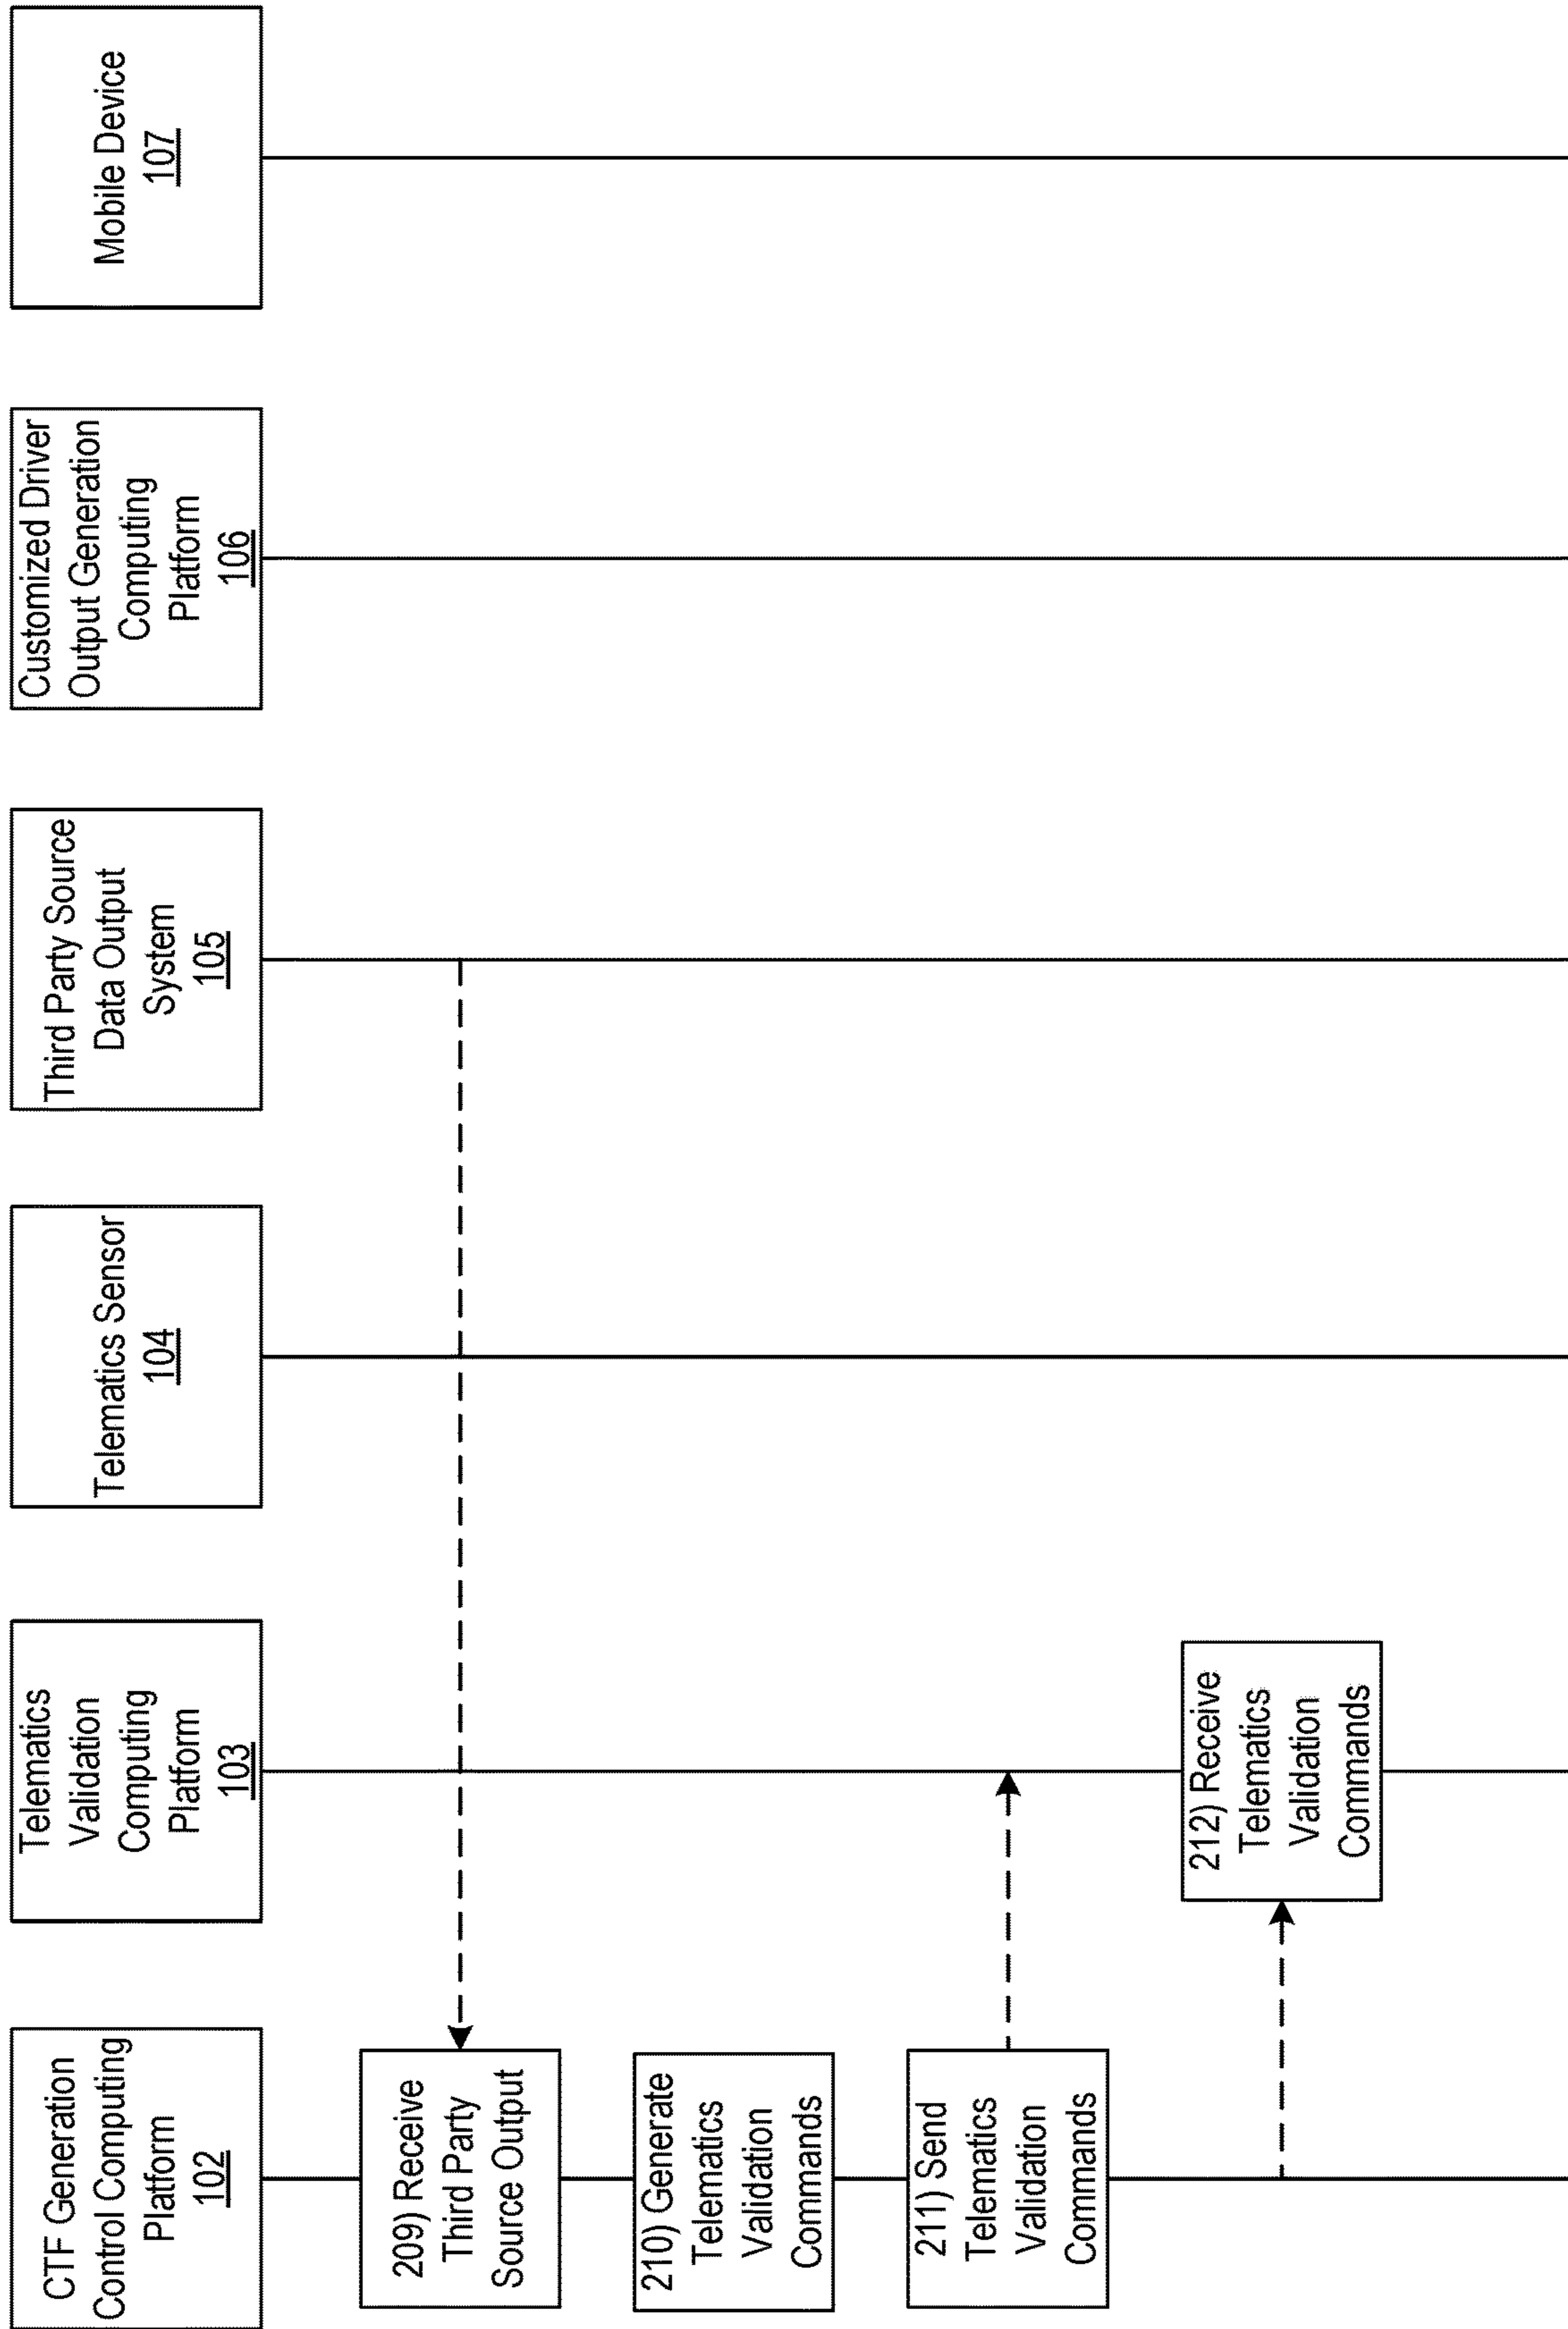 CTF Generation
Control Computing
Platform
102
Telematics
Validation
Computing
Platform
103
Telematics Sensor
104
Third Party Source
Data Output
System
105
Customized Driver
Output Generation
Computing
Platform
106
Mobile Device
107
209) Receive
Third Party
Source Output
210) Generate
Telematics
Validation
Commands
211) Send
Telematics
Validation
Commands
212) Receive
Telematics
Validation
Commands